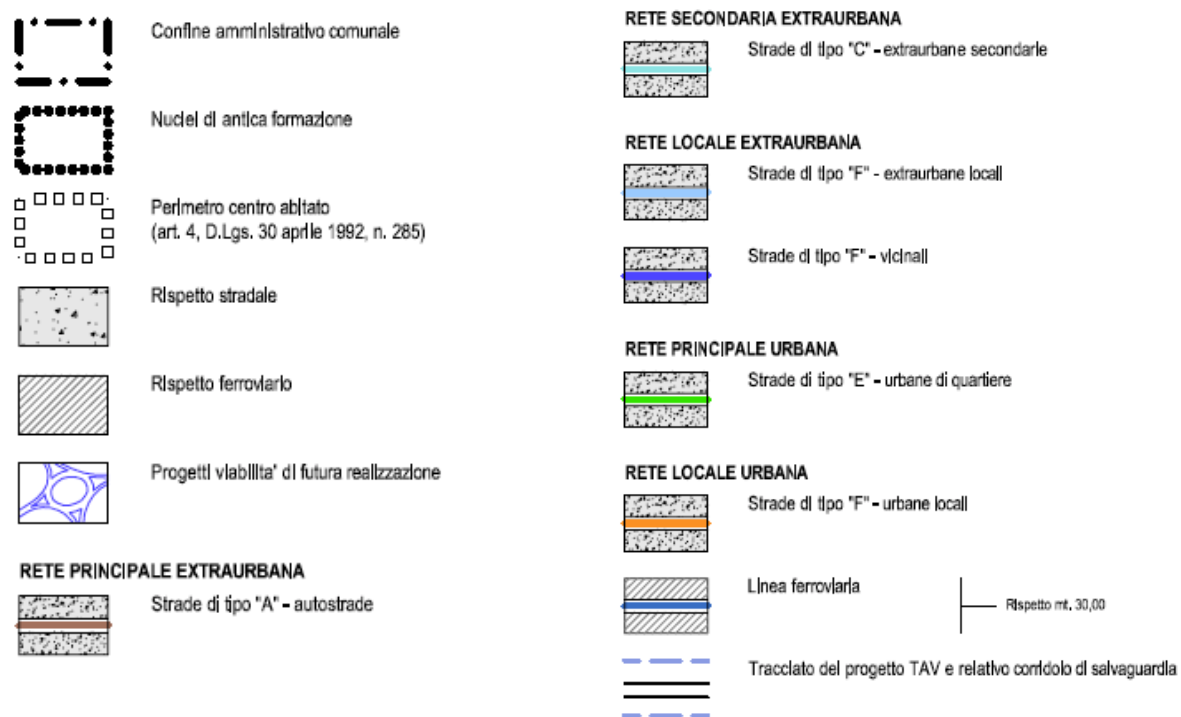 Confine amministrativo comunale
Nuclei di antica formazione
Perimetro centro abitato
(art. 4, D.Lgs. 30 aprile 1992, n. 285)
Rispetto stradale
Rispetto ferroviario
Progetti viabilita' di futura realizzazione
RETE PRINCIPALE EXTRAURBANA
Strade di tipo "A" - autostrade
RETE SECONDARIA EXTRAURBANA
Strade di tipo "C" - extraurbane secondarie
RETE LOCALE EXTRAURBANA
Strade di tipo "F" - extraurbane locali
Strade di tipo "F" - vicinali
RETE PRINCIPALE URBANA
Strade di tipo "E" - urbane di quartiere
RETE LOCALE URBANA
Strade di tipo "F" - urbane locali
Linea ferroviaria
Rispetto mt. 30,00
Tracciato del progetto TAV e relativo corridoio di salvaguardia